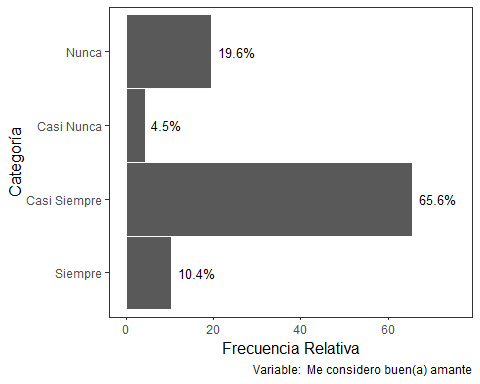 Categoría
Nunca
19.6%
Casi Nunca
4.5%
Casi Siempre
65.6%
Siempre
10.4%
0 20 40 60
Frecuencia Relativa
Variable: Me considero buen(a) amante